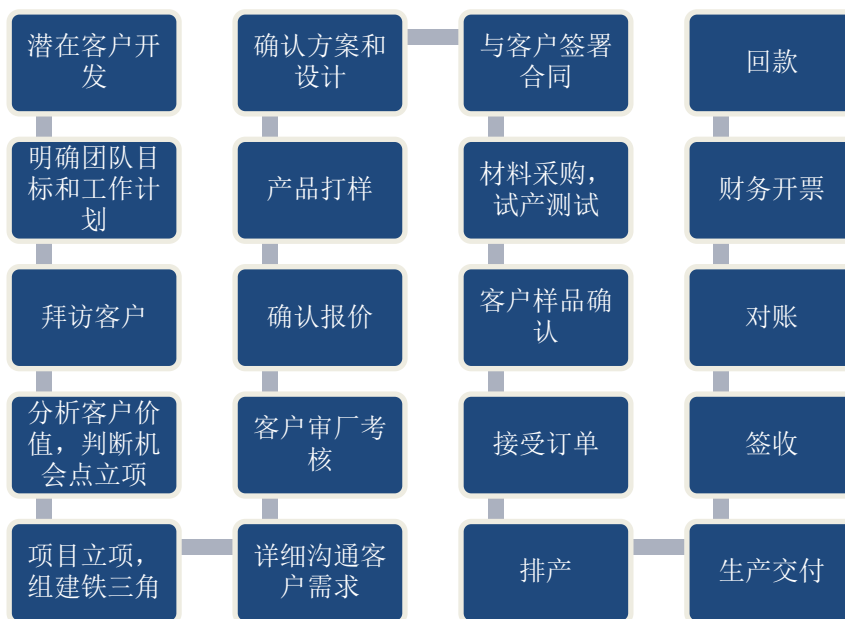 潜在客户开
发
明确团队目
标和工作计
划
拜访客户
分析客户价
值，判断机
会点立项
项目立项，
组建铁三角
详细沟通客
户需求
客户审厂考
核
确认报价
产品打样
确认方案和
设计
与客户签署
合同
材料采购，
试产测试
客户样品确
认
接受订单
排产
生产交付
签收
对账
财务开票
回款